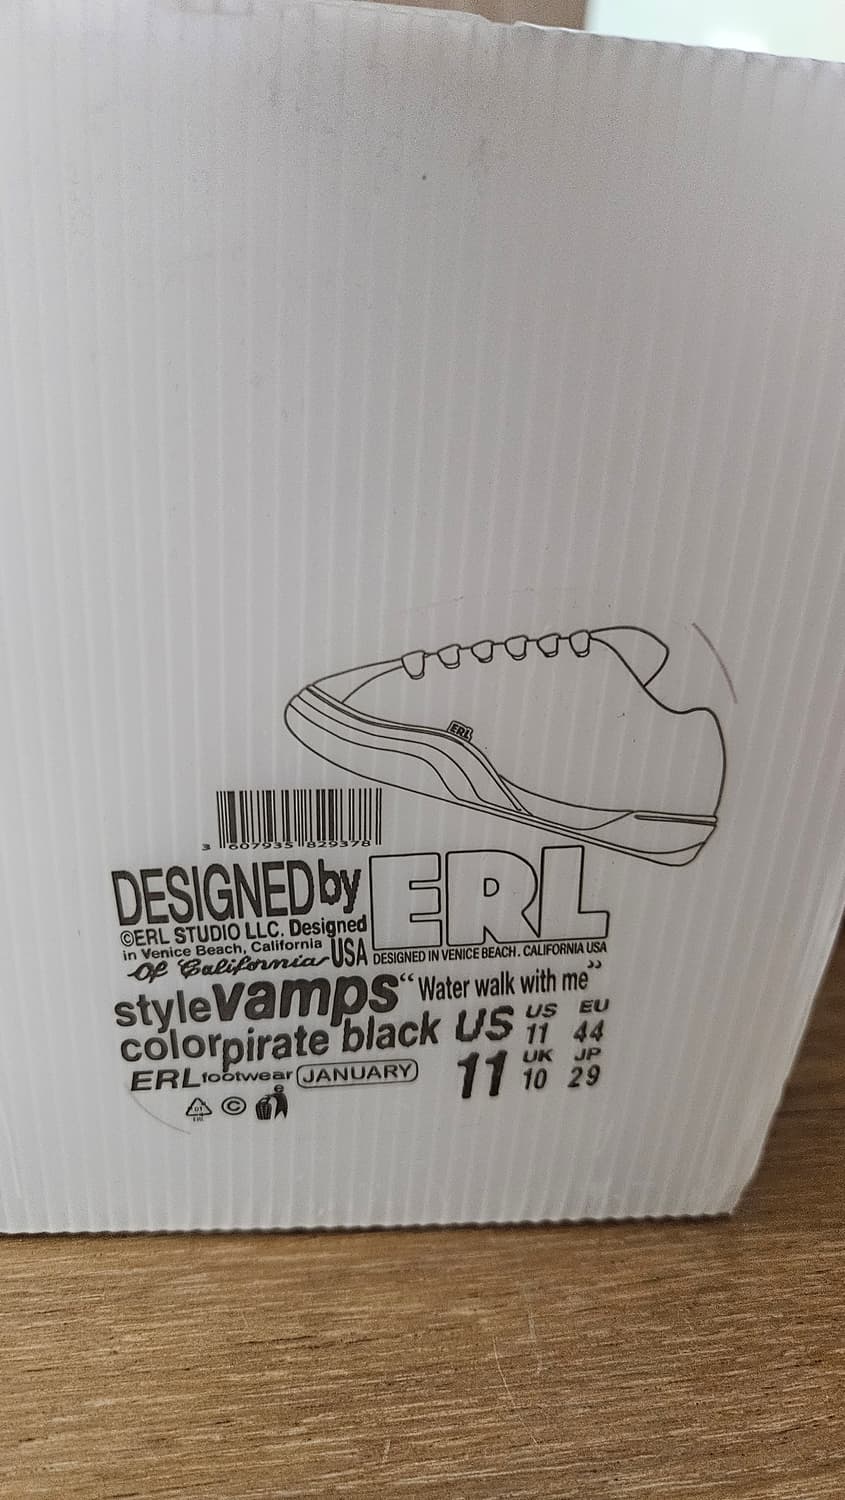 ERL
3 607935 829378
DESIGNED by ERL
©ERL STUDIO LLC. Designed
in Venice Beach, California USA
Of California
DESIGNED IN VENICE BEACH. CALIFORNIA USA
style vamps “Water walk with me”
color pirate black
US 11
US 11 EU 44
UK 10 JP 29
ERL footwear JANUARY
©